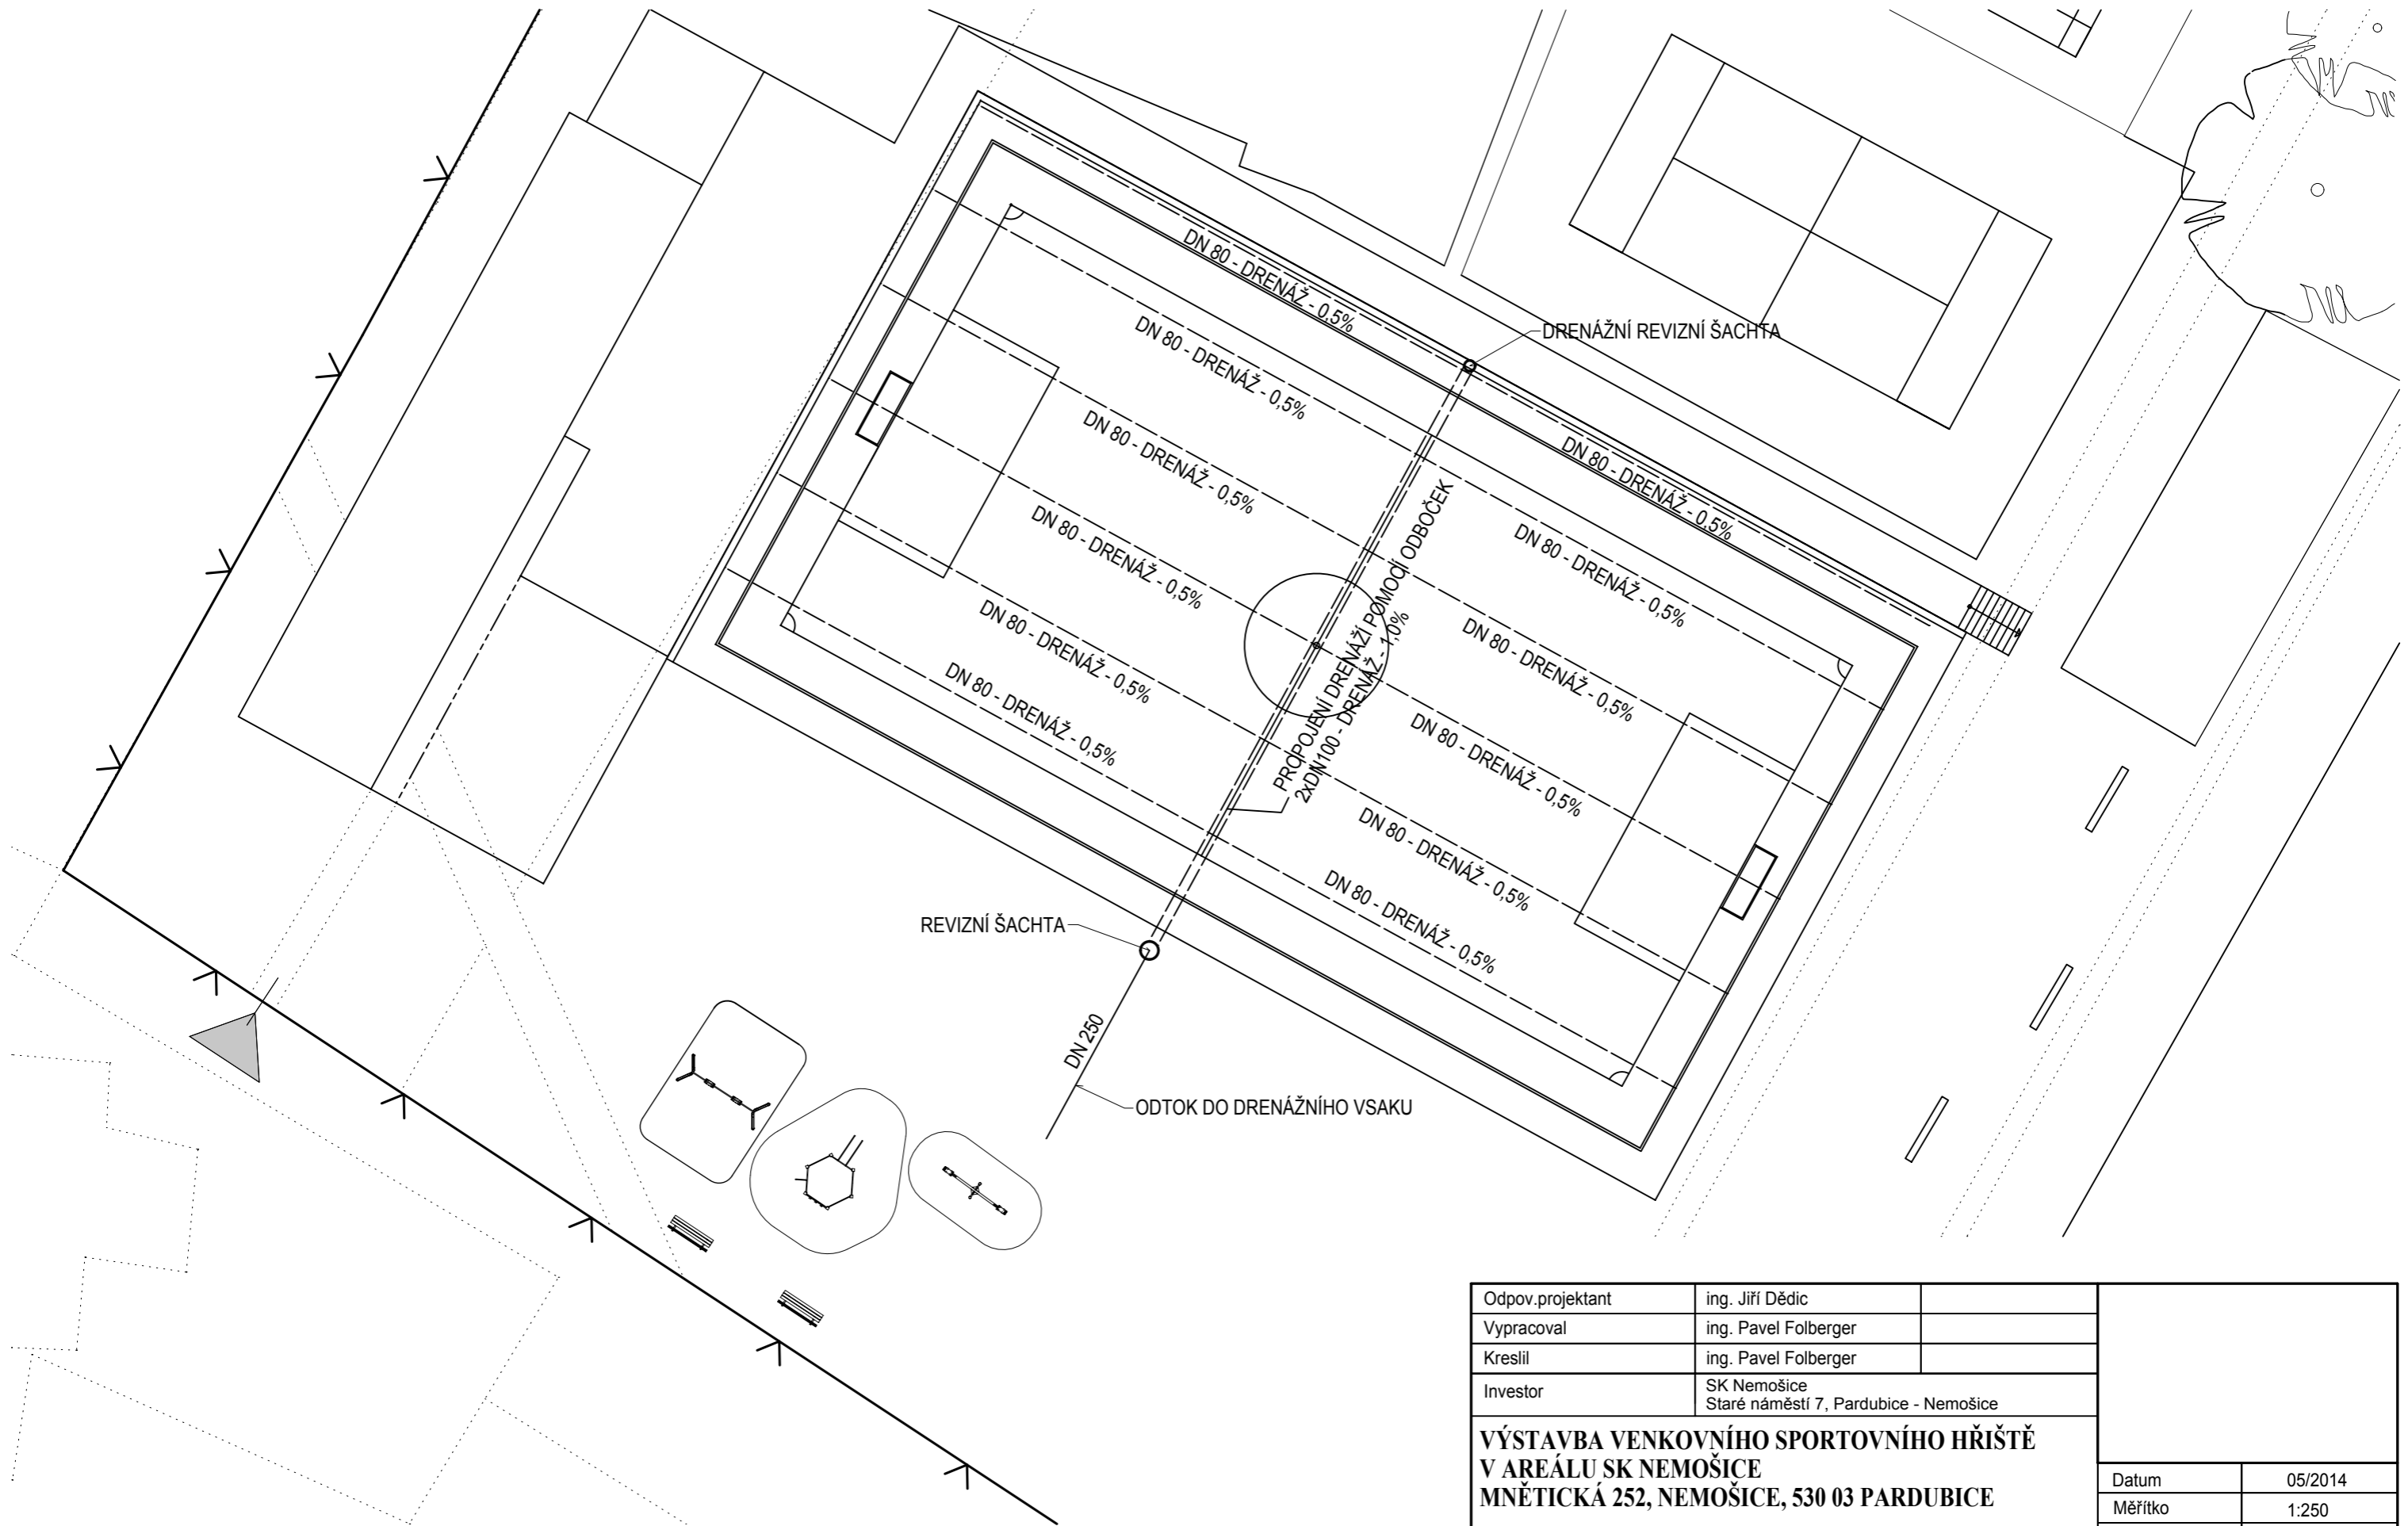 DN 80 - DRENÁŽ - 0,5%
DRENÁŽNÍ REVIZNÍ ŠACHTA
DN 80 - DRENÁŽ - 0,5%
DN 80 - DRENÁŽ - 0,5%
DN 80 - DRENÁŽ - 0,5%
DN 80 - DRENÁŽ - 0,5%
DN 80 - DRENÁŽ - 0,5%
DN 80 - DRENÁŽ - 0,5%
DN 80 - DRENÁŽ - 0,5%
DN 80 - DRENÁŽ - 0,5%
DN 80 - DRENÁŽ - 0,5%
PROPOJENÍ DRENÁŽÍ POMOCÍ ODBOČEK
2xDN100 - DRENÁŽ - 1,0%
DN 80 - DRENÁŽ - 0,5%
DN 80 - DRENÁŽ - 0,5%
REVIZNÍ ŠACHTA
DN 250
ODTOK DO DRENÁŽNÍHO VSAKU
Odpov.projektant ing. Jiří Dědic
Vypracoval ing. Pavel Folberger
Kreslil ing. Pavel Folberger
Investor SK Nemošice
Staré náměstí 7, Pardubice - Nemošice
VÝSTAVBA VENKOVNÍHO SPORTOVNÍHO HŘIŠTĚ
V AREÁLU SK NEMOŠICE
MNĚTICKÁ 252, NEMOŠICE, 530 03 PARDUBICE
Datum 05/2014
Měřítko 1:250